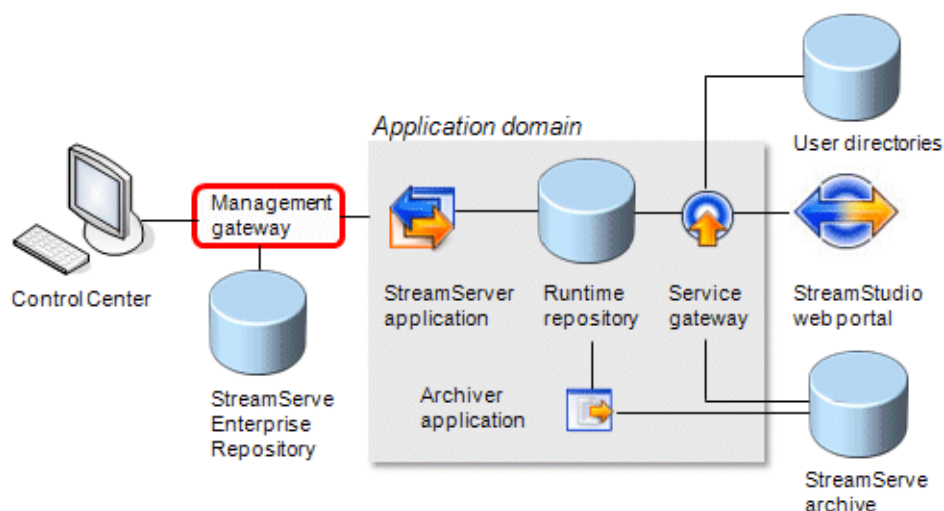 Application domain
User directories
Management
gateway
Control Center
StreamServer
application
Runtime
repository
Service
gateway
StreamStudio
web portal
StreamServe
Enterprise
Repository
Archiver
application
StreamServe
archive